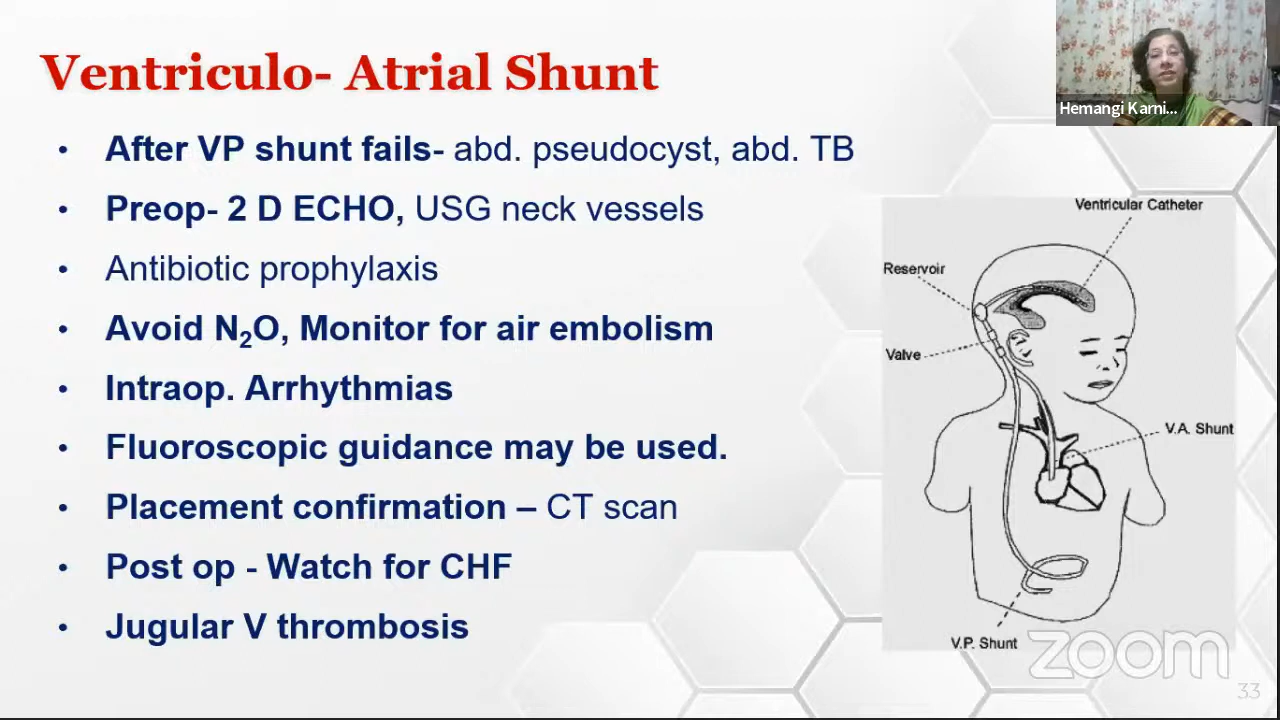 Ventriculo- Atrial Shunt
Hemangi Karni...
• After VP shunt fails- abd. pseudocyst, abd. TB
• Preop- 2 D ECHO, USG neck vessels
• Antibiotic prophylaxis
• Avoid N₂O, Monitor for air embolism
• Intraop. Arrhythmias
• Fluoroscopic guidance may be used.
• Placement confirmation – CT scan
• Post op - Watch for CHF
• Jugular V thrombosis
Ventricular Catheter
Reservoir
Valve
V.A. Shunt
V.P. Shunt
zoom
33